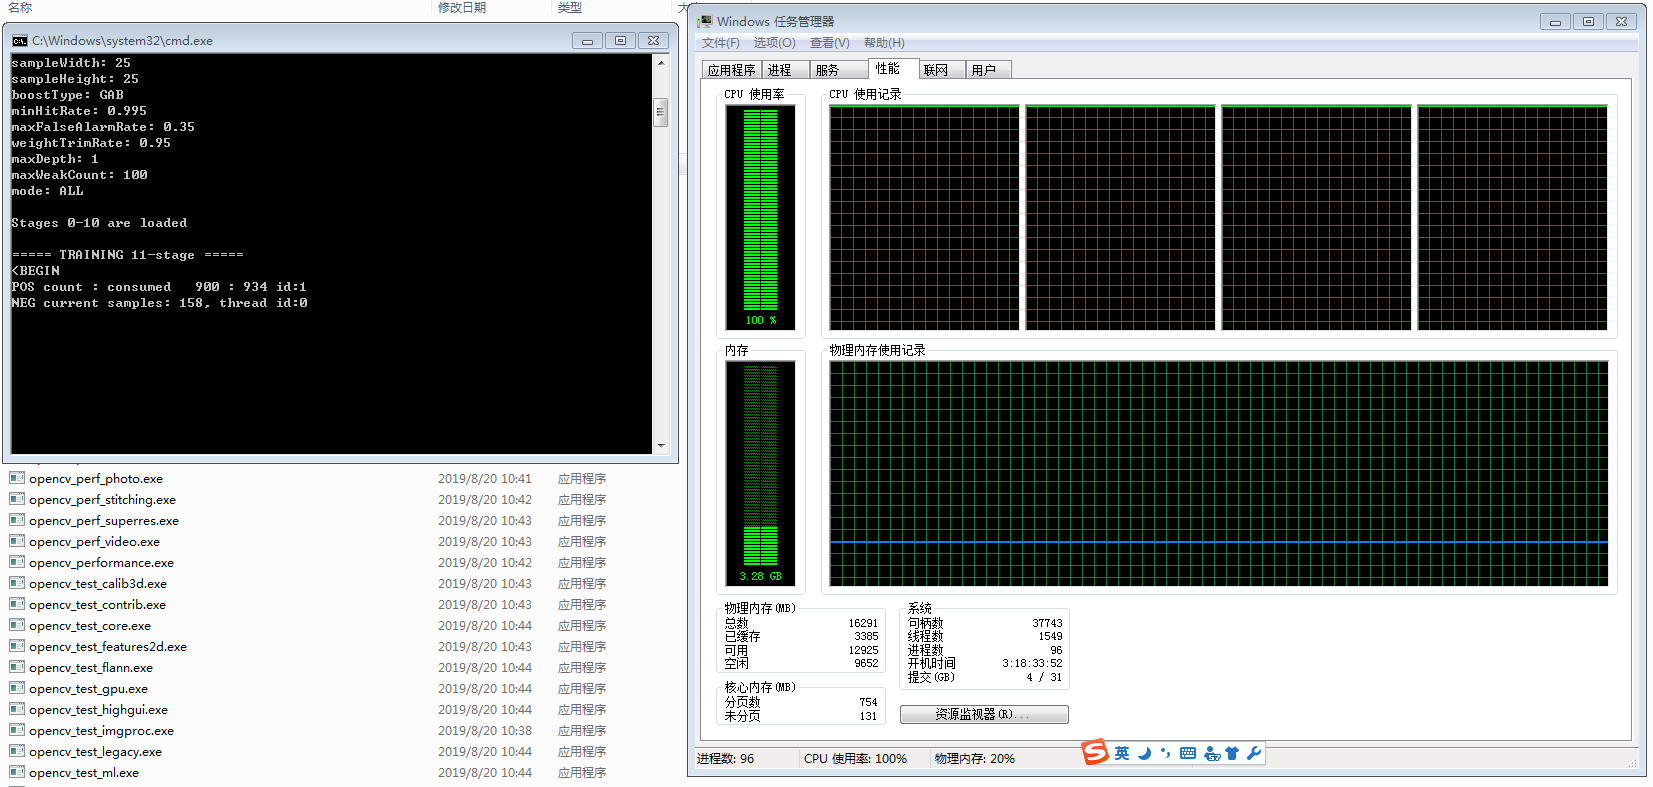 名称 修改日期 类型
C:\Windows\system32\cmd.exe
sampleWidth: 25
sampleHeight: 25
boostType: GAB
minHitRate: 0.995
maxFalseAlarmRate: 0.35
weightTrimRate: 0.95
maxDepth: 1
maxWeakCount: 100
mode: ALL
Stages 0-10 are loaded
===== TRAINING 11-stage =====
<BEGIN
POS count : consumed   900 : 934 id:1
NEG current samples: 158, thread id:0
opencv_perf_photo.exe 2019/8/20 10:41 应用程序
opencv_perf_stitching.exe 2019/8/20 10:42 应用程序
opencv_perf_superres.exe 2019/8/20 10:43 应用程序
opencv_perf_video.exe 2019/8/20 10:43 应用程序
opencv_performance.exe 2019/8/20 10:42 应用程序
opencv_test_calib3d.exe 2019/8/20 10:43 应用程序
opencv_test_contrib.exe 2019/8/20 10:43 应用程序
opencv_test_core.exe 2019/8/20 10:44 应用程序
opencv_test_features2d.exe 2019/8/20 10:43 应用程序
opencv_test_flann.exe 2019/8/20 10:44 应用程序
opencv_test_gpu.exe 2019/8/20 10:44 应用程序
opencv_test_highgui.exe 2019/8/20 10:44 应用程序
opencv_test_imgproc.exe 2019/8/20 10:38 应用程序
opencv_test_legacy.exe 2019/8/20 10:44 应用程序
opencv_test_ml.exe 2019/8/20 10:44 应用程序
Windows 任务管理器
文件(F) 选项(O) 查看(V) 帮助(H)
应用程序 进程 服务 性能 联网 用户
CPU 使用率 CPU 使用记录
100 %
内存 物理内存使用记录
3.28 GB
物理内存(MB)
总数 16291
已缓存 3385
可用 12925
空闲 9652
核心内存(MB)
分页数 754
未分页 131
系统
句柄数 37743
线程数 1549
进程数 96
开机时间 3:18:33:52
提交(GB) 4 / 31
资源监视器(R)...
进程数: 96 CPU 使用率: 100% 物理内存: 20%
S 英